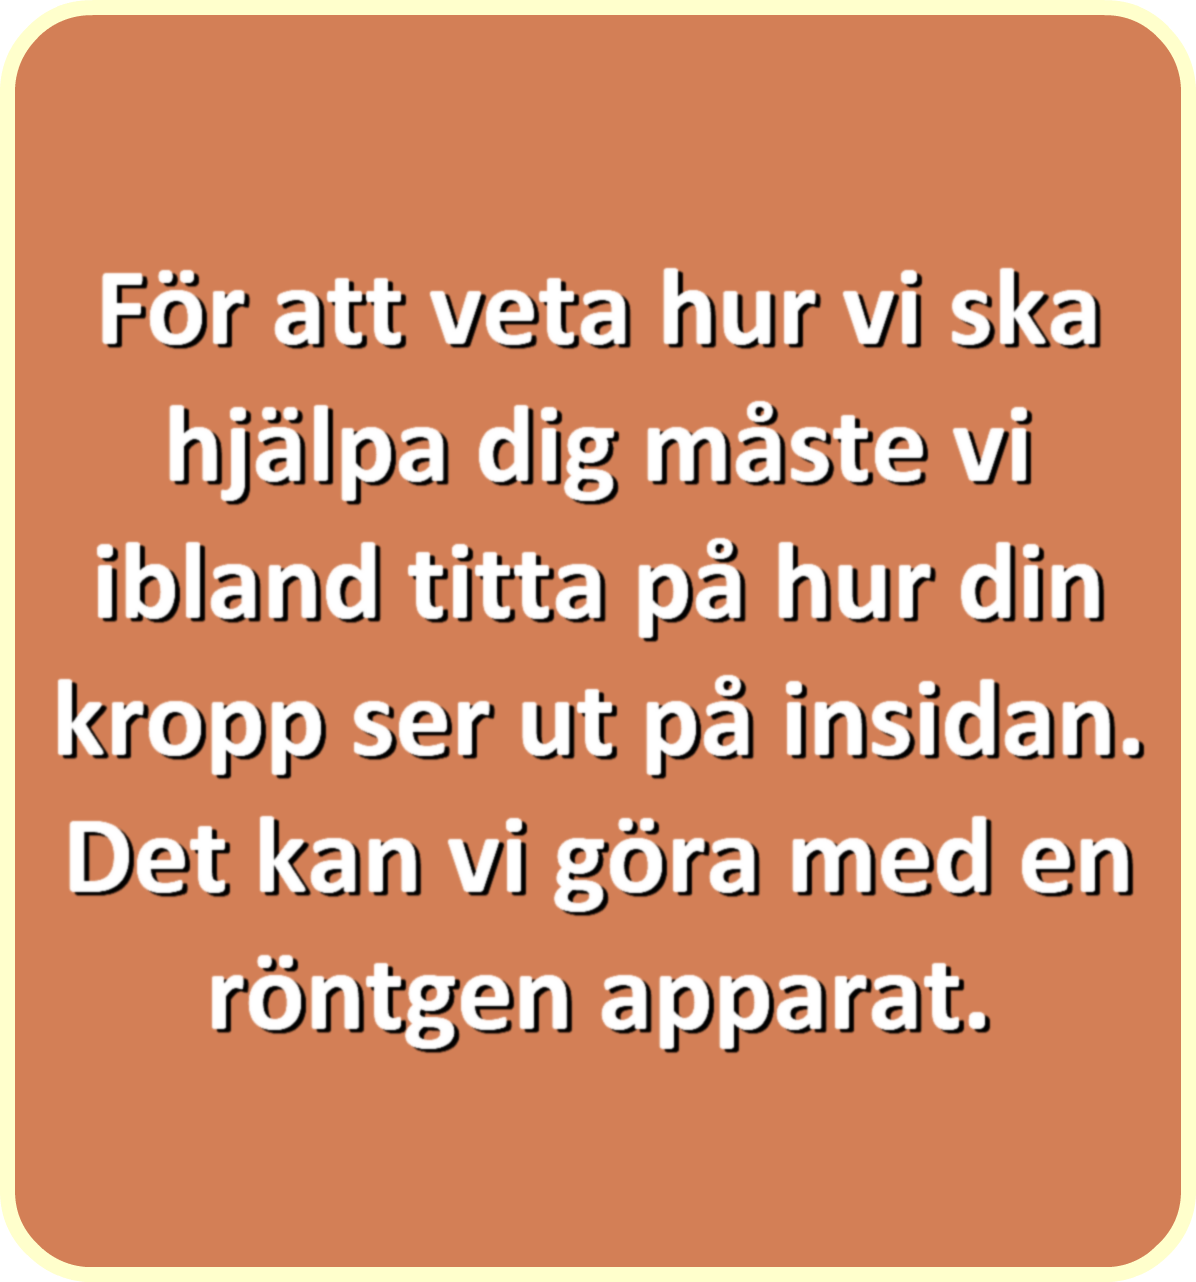 För att veta hur vi ska
hjälpa dig måste vi
ibland titta på hur din
kropp ser ut på insidan.
Det kan vi göra med en
röntgen apparat.